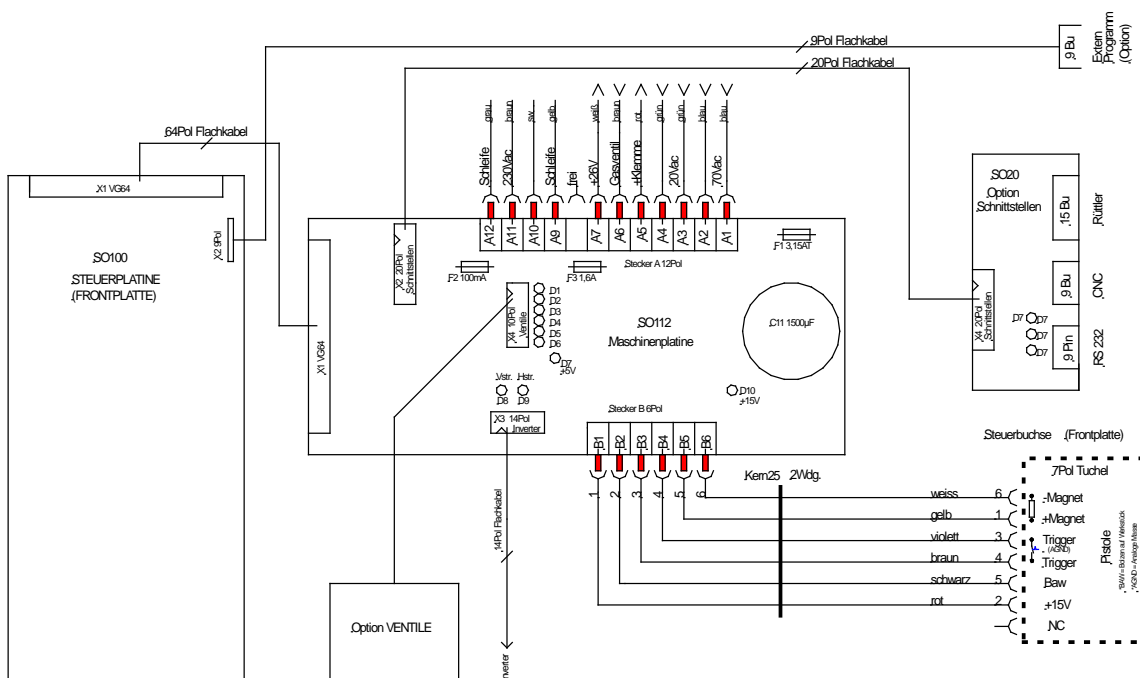 9Pol Flachkabel
20Pol Flachkabel
9 Bu
Extern
Programm
(Option)
64Pol Flachkabel
grau
braun
sw
gelb
weiß
braun
rot
grün
grün
blau
blau
Schleife
230Vac
Schleife
frei
+26V
Gasventil
+Klemme
20Vac
70Vac
X1 VG64
X2 9Pol
SO100
STEUERPLATINE
(FRONTPLATTE)
A12
A11
A10
A9
A7
A6
A5
A4
A3
A2
A1
Stecker A 12Pol
F1 3,15AT
F2 100mA
F3 1,6A
X2 20Pol
Schnittstellen
X1 VG64
X4 10Pol
Ventile
D1
D2
D3
D4
D5
D6
D7
+5V
SO112
Maschinenplatine
C11 1500µF
Vstr.
Hstr.
D8
D9
D10
+15V
X3 14Pol
Inverter
Stecker B 6Pol
B1
B2
B3
B4
B5
B6
1
2
3
4
5
6
SO20
Option
Schnittstellen
15 Bu
Rüttler
9 Bu
CNC
9 Pin
RS 232
X4 20Pol
Schnittstellen
D7
D7
D7
Steuerbuchse (Frontplatte)
7Pol Tuchel
Kern25 2Wdg.
weiss 6 -Magnet
gelb 1 +Magnet
violett 3 Trigger
(AGND)
braun 4 Trigger
schwarz 5 Baw
rot 2 +15V
NC
Pistole
*BAW=Bolzen auf Werkstück
*AGND=Analoge Masse
14Pol Flachkabel
Option VENTILE